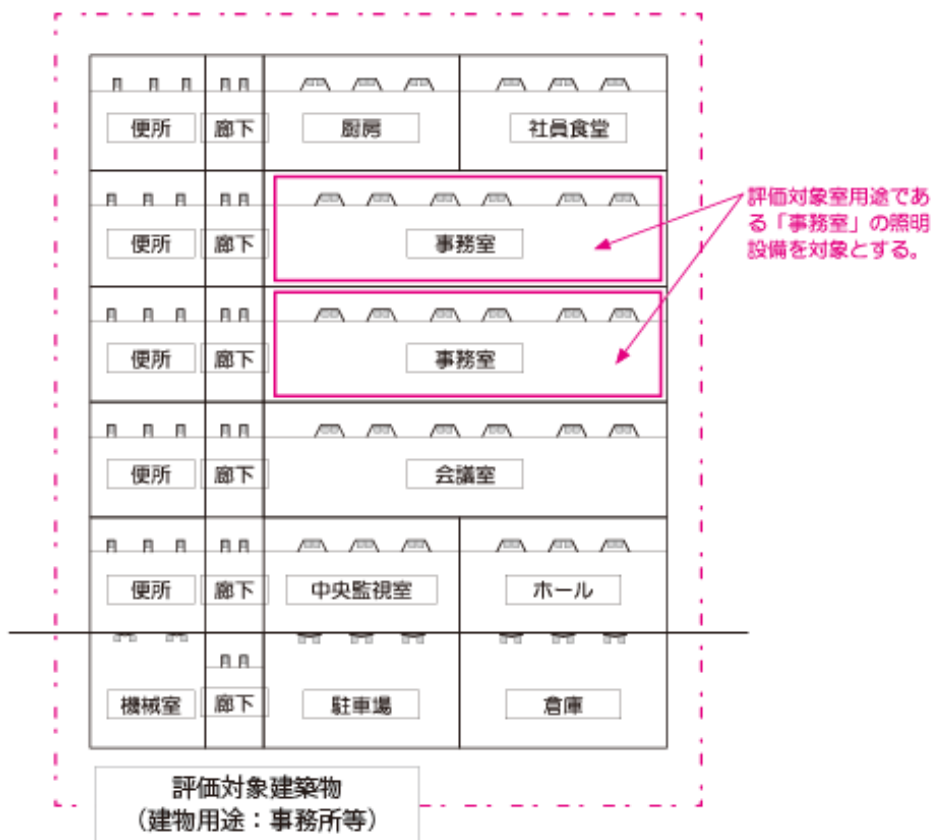 便所
廊下
厨房
社員食堂
便所
廊下
事務室
評価対象室用途であ
る「事務室」の照明
設備を対象とする。
便所
廊下
事務室
便所
廊下
会議室
便所
廊下
中央監視室
ホール
機械室
廊下
駐車場
倉庫
評価対象建築物
（建物用途：事務所等）